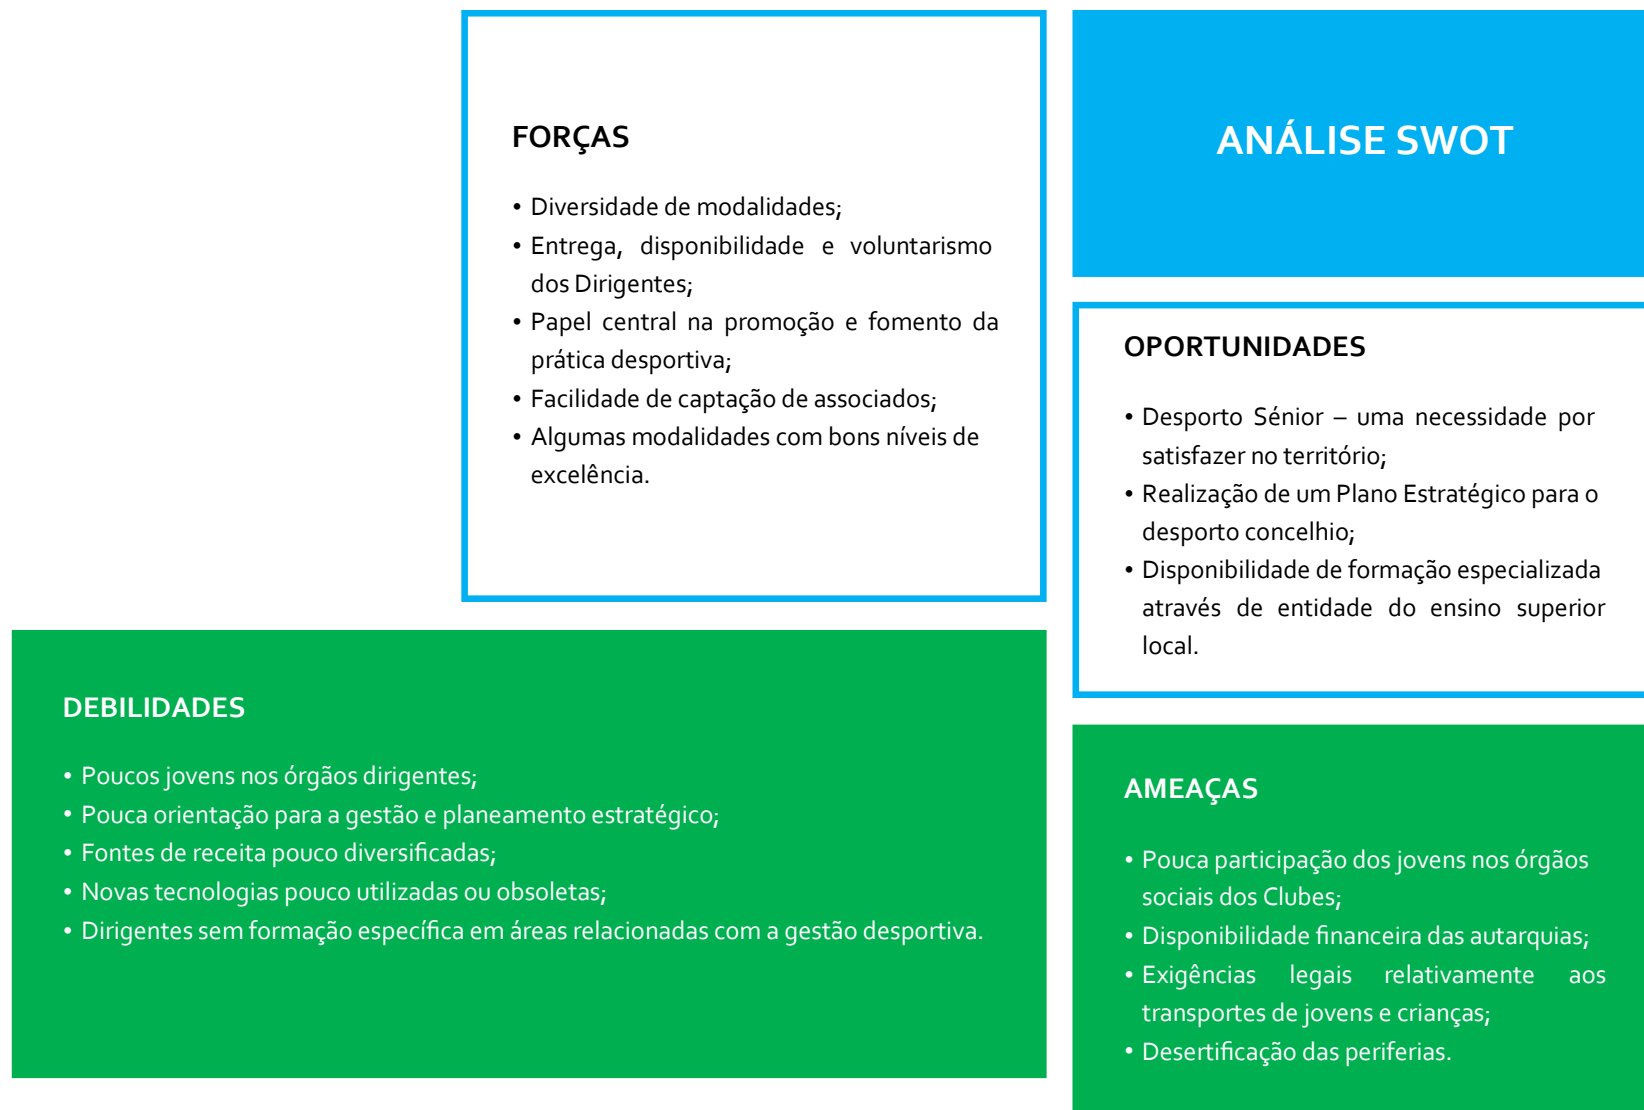 ANÁLISE SWOT
FORÇAS
• Diversidade de modalidades;
• Entrega, disponibilidade e voluntarismo
dos Dirigentes;
• Papel central na promoção e fomento da
prática desportiva;
• Facilidade de captação de associados;
• Algumas modalidades com bons níveis de
excelência.
OPORTUNIDADES
• Desporto Sénior – uma necessidade por
satisfazer no território;
• Realização de um Plano Estratégico para o
desporto concelhio;
• Disponibilidade de formação especializada
através de entidade do ensino superior
local.
DEBILIDADES
• Poucos jovens nos órgãos dirigentes;
• Pouca orientação para a gestão e planeamento estratégico;
• Fontes de receita pouco diversificadas;
• Novas tecnologias pouco utilizadas ou obsoletas;
• Dirigentes sem formação específica em áreas relacionadas com a gestão desportiva.
AMEAÇAS
• Pouca participação dos jovens nos órgãos
sociais dos Clubes;
• Disponibilidade financeira das autarquias;
• Exigências legais relativamente aos
transportes de jovens e crianças;
• Desertificação das periferias.